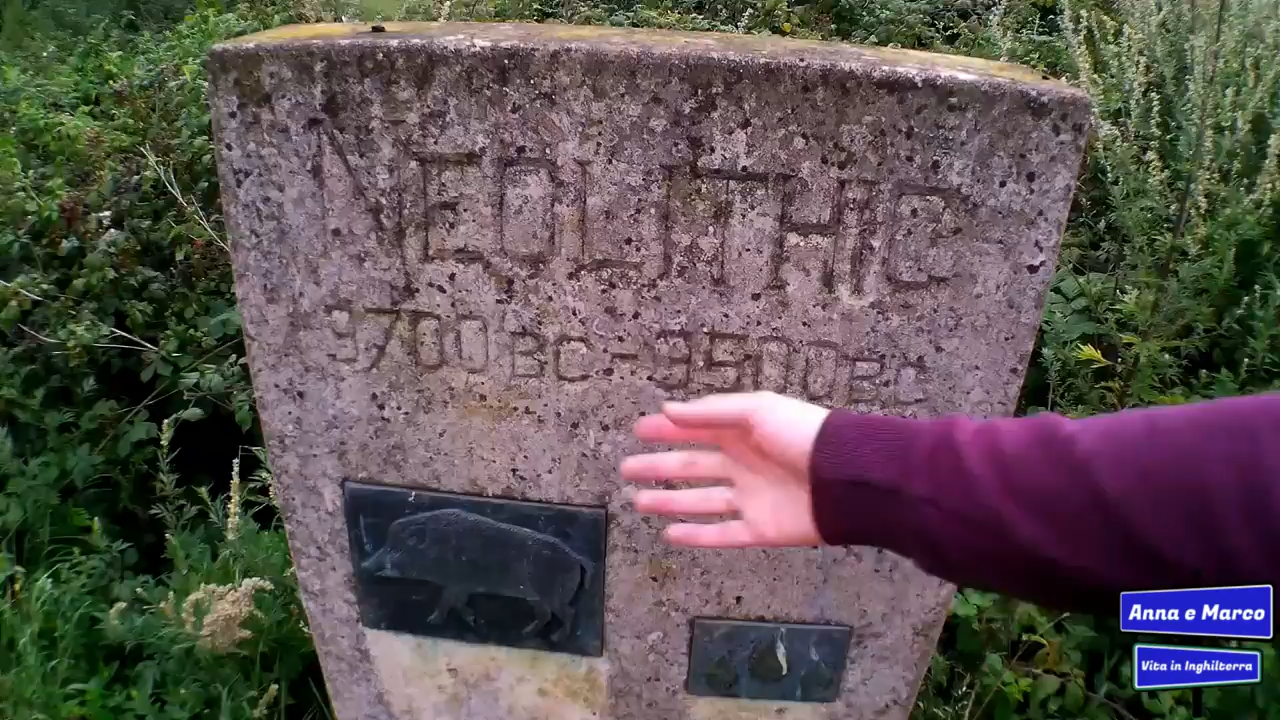 NEOLITHIC
9700 BC - 3500 BC
Anna e Marco
Vita in Inghilterra